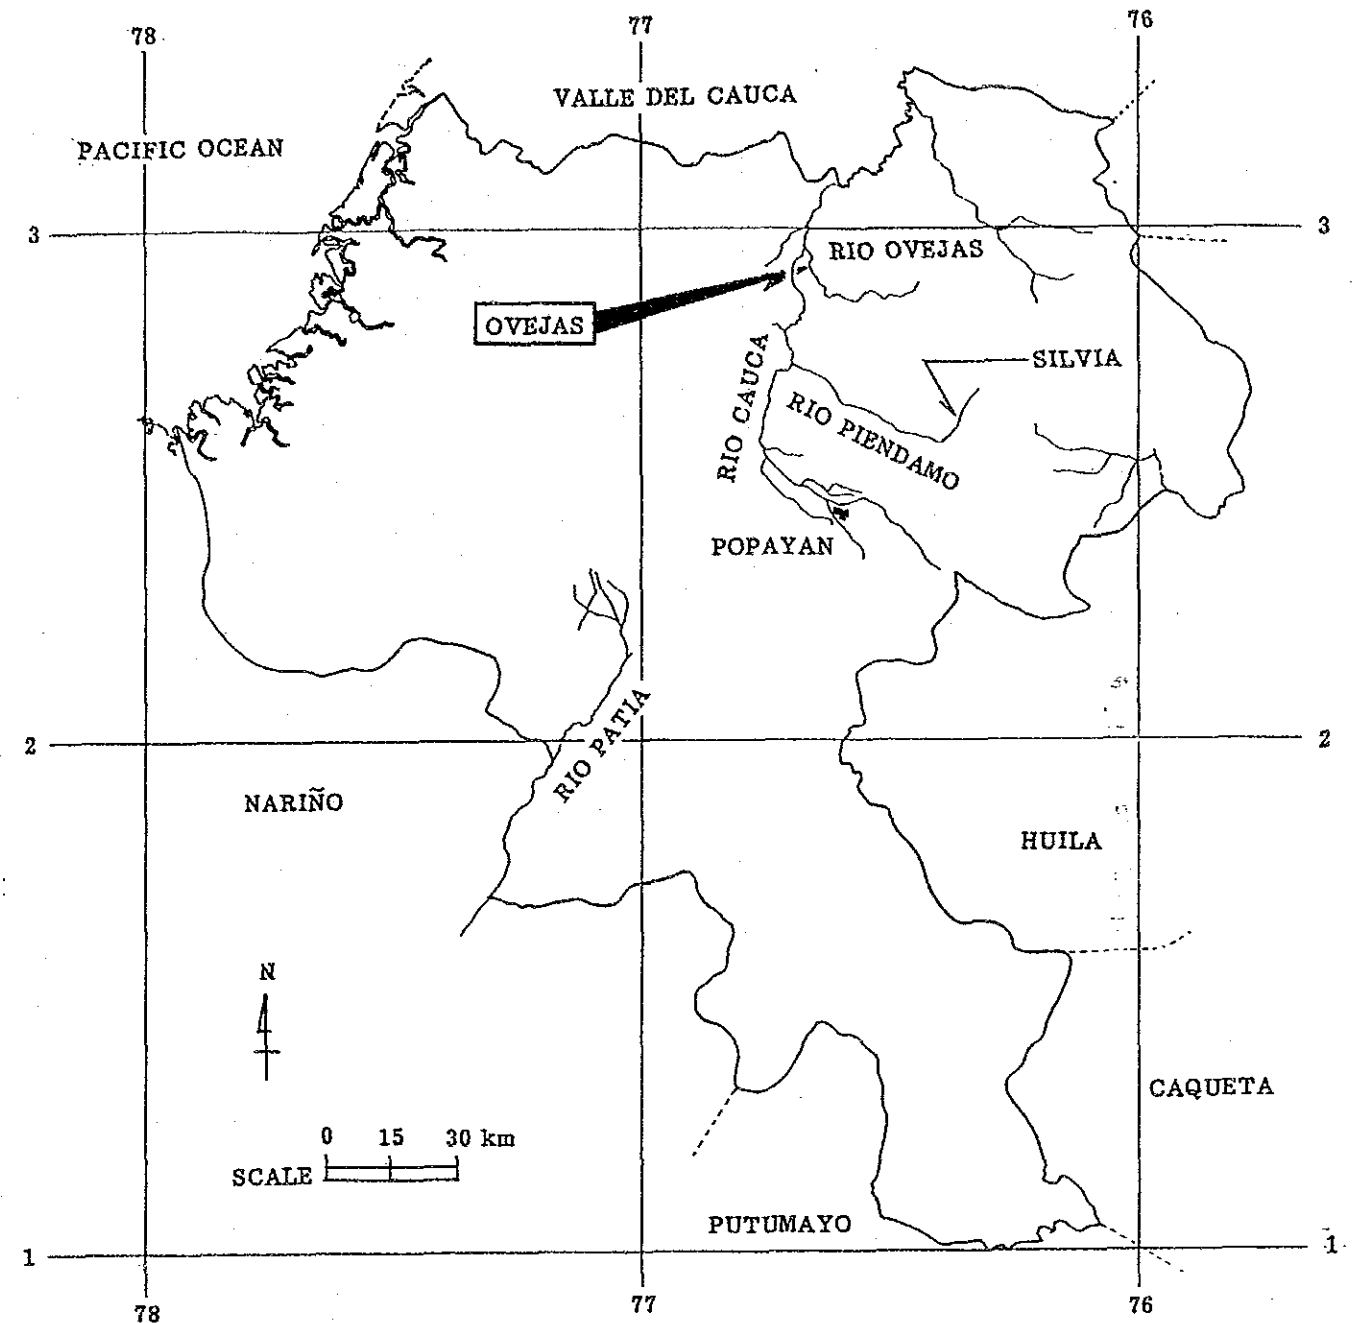 78
77
76
VALLE DEL CAUCA
PACIFIC OCEAN
3
3
RIO OVEJAS
OVEJAS
SILVIA
RIO CAUCA
RIO PIENDAMO
POPAYAN
RIO PATIA
2
2
NARIÑO
HUILA
N
CAQUETA
0 15 30 km
SCALE
PUTUMAYO
1
1
78
77
76